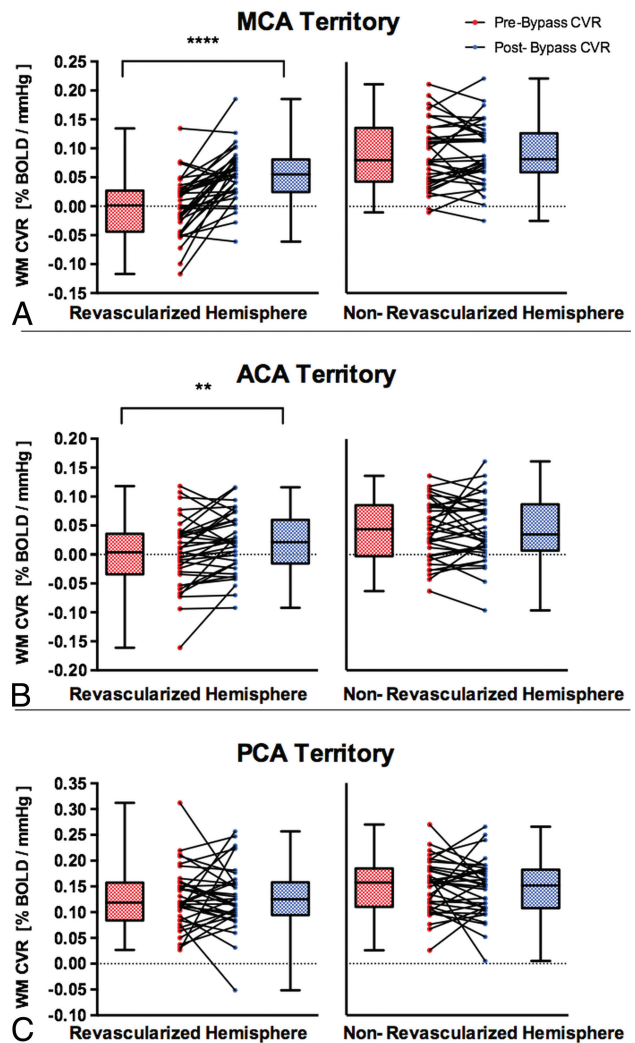 MCA Territory
Pre-Bypass CVR
Post- Bypass CVR
****
WM CVR [% BOLD / mmHg ]
0.25
0.20
0.15
0.10
0.05
0.00
-0.05
-0.10
-0.15
Revascularized Hemisphere
Non- Revascularized Hemisphere
A
ACA Territory
**
WM CVR [% BOLD / mmHg ]
0.20
0.15
0.10
0.05
0.00
-0.05
-0.10
-0.15
-0.20
Revascularized Hemisphere
Non- Revascularized Hemisphere
B
PCA Territory
WM CVR [% BOLD / mmHg ]
0.35
0.30
0.25
0.20
0.15
0.10
0.05
0.00
-0.05
-0.10
Revascularized Hemisphere
Non- Revascularized Hemisphere
C